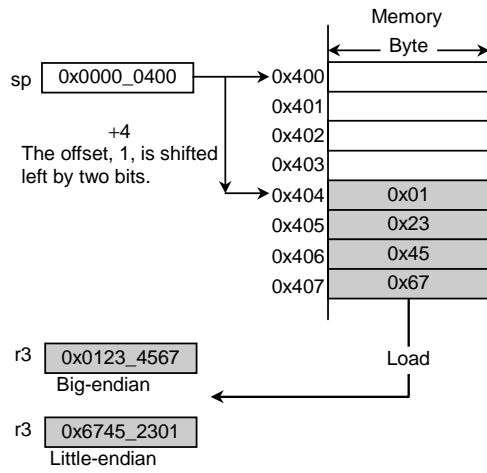 Memory
Byte
sp 0x0000_0400
0x400
0x401
+4
0x402
The offset, 1, is shifted
left by two bits.
0x403
0x404 0x01
0x405 0x23
0x406 0x45
0x407 0x67
Load
r3 0x0123_4567
Big-endian
r3 0x6745_2301
Little-endian